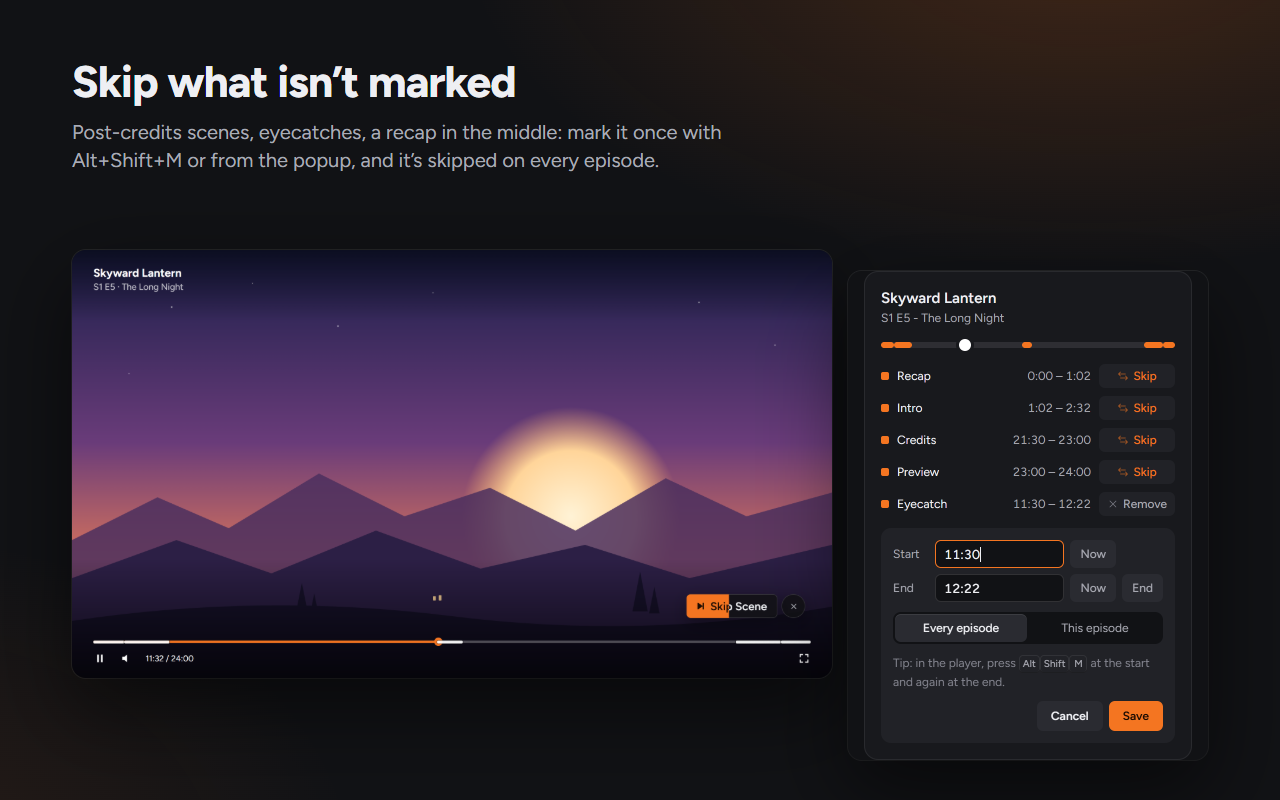 Skip what isn’t marked
Post-credits scenes, eyecatches, a recap in the middle: mark it once with
Alt+Shift+M or from the popup, and it’s skipped on every episode.
Skyward Lantern
S1 E5 · The Long Night
Skip Scene
11:32 / 24:00
Skyward Lantern
S1 E5 - The Long Night
Recap 0:00 – 1:02 Skip
Intro 1:02 – 2:32 Skip
Credits 21:30 – 23:00 Skip
Preview 23:00 – 24:00 Skip
Eyecatch 11:30 – 12:22 Remove
Start 11:30 Now
End 12:22 Now End
Every episode This episode
Tip: in the player, press Alt Shift M at the start
and again at the end.
Cancel Save